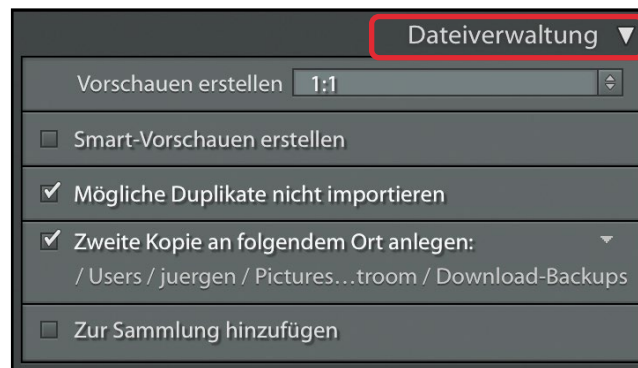 Dateiverwaltung
Vorschauen erstellen 1:1
Smart-Vorschauen erstellen
Mögliche Duplikate nicht importieren
Zweite Kopie an folgendem Ort anlegen:
/ Users / juergen / Pictures…troom / Download-Backups
Zur Sammlung hinzufügen